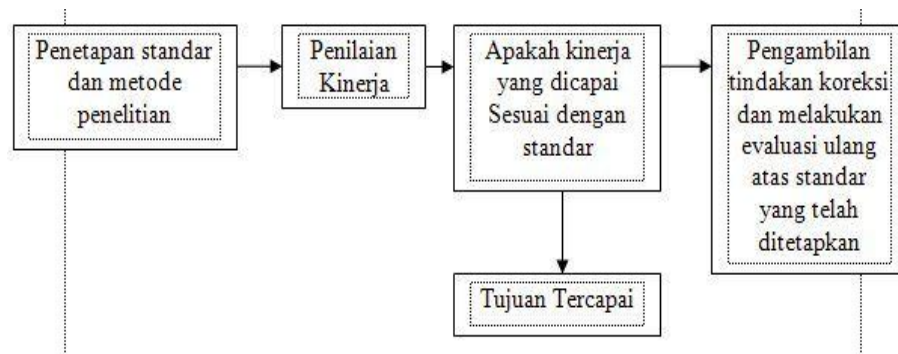 Penetapan standar
dan metode
penelitian
Penilaian
Kinerja
Apakah kinerja
yang dicapai
Sesuai dengan
standar
Pengambilan
tindakan koreksi
dan melakukan
evaluasi ulang
atas standar
yang telah
ditetapkan
Tujuan Tercapai